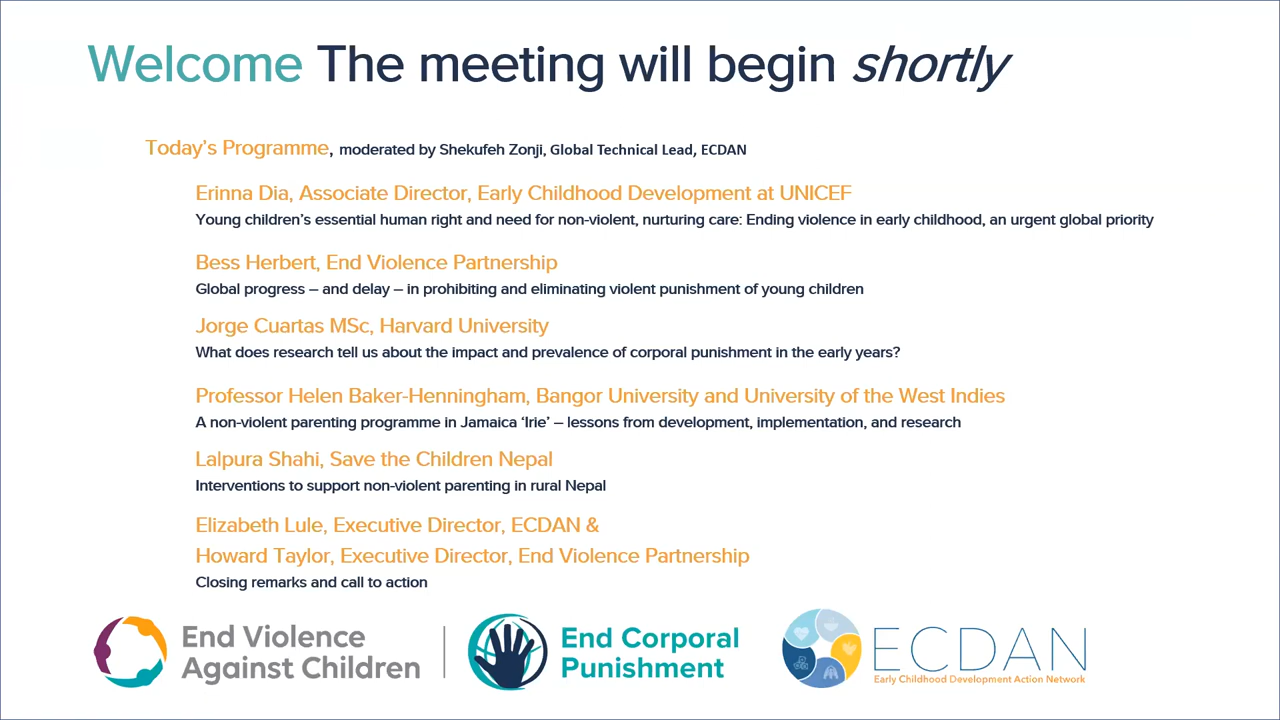 Welcome The meeting will begin shortly
Today's Programme, moderated by Shekufeh Zonji, Global Technical Lead, ECDAN
Erinna Dia, Associate Director, Early Childhood Development at UNICEF
Young children's essential human right and need for non-violent, nurturing care: Ending violence in early childhood, an urgent global priority
Bess Herbert, End Violence Partnership
Global progress – and delay – in prohibiting and eliminating violent punishment of young children
Jorge Cuartas MSc, Harvard University
What does research tell us about the impact and prevalence of corporal punishment in the early years?
Professor Helen Baker-Henningham, Bangor University and University of the West Indies
A non-violent parenting programme in Jamaica 'Irie' – lessons from development, implementation, and research
Lalpura Shahi, Save the Children Nepal
Interventions to support non-violent parenting in rural Nepal
Elizabeth Lule, Executive Director, ECDAN &
Howard Taylor, Executive Director, End Violence Partnership
Closing remarks and call to action
End Violence
Against Children
End Corporal
Punishment
ECDAN
Early Childhood Development Action Network